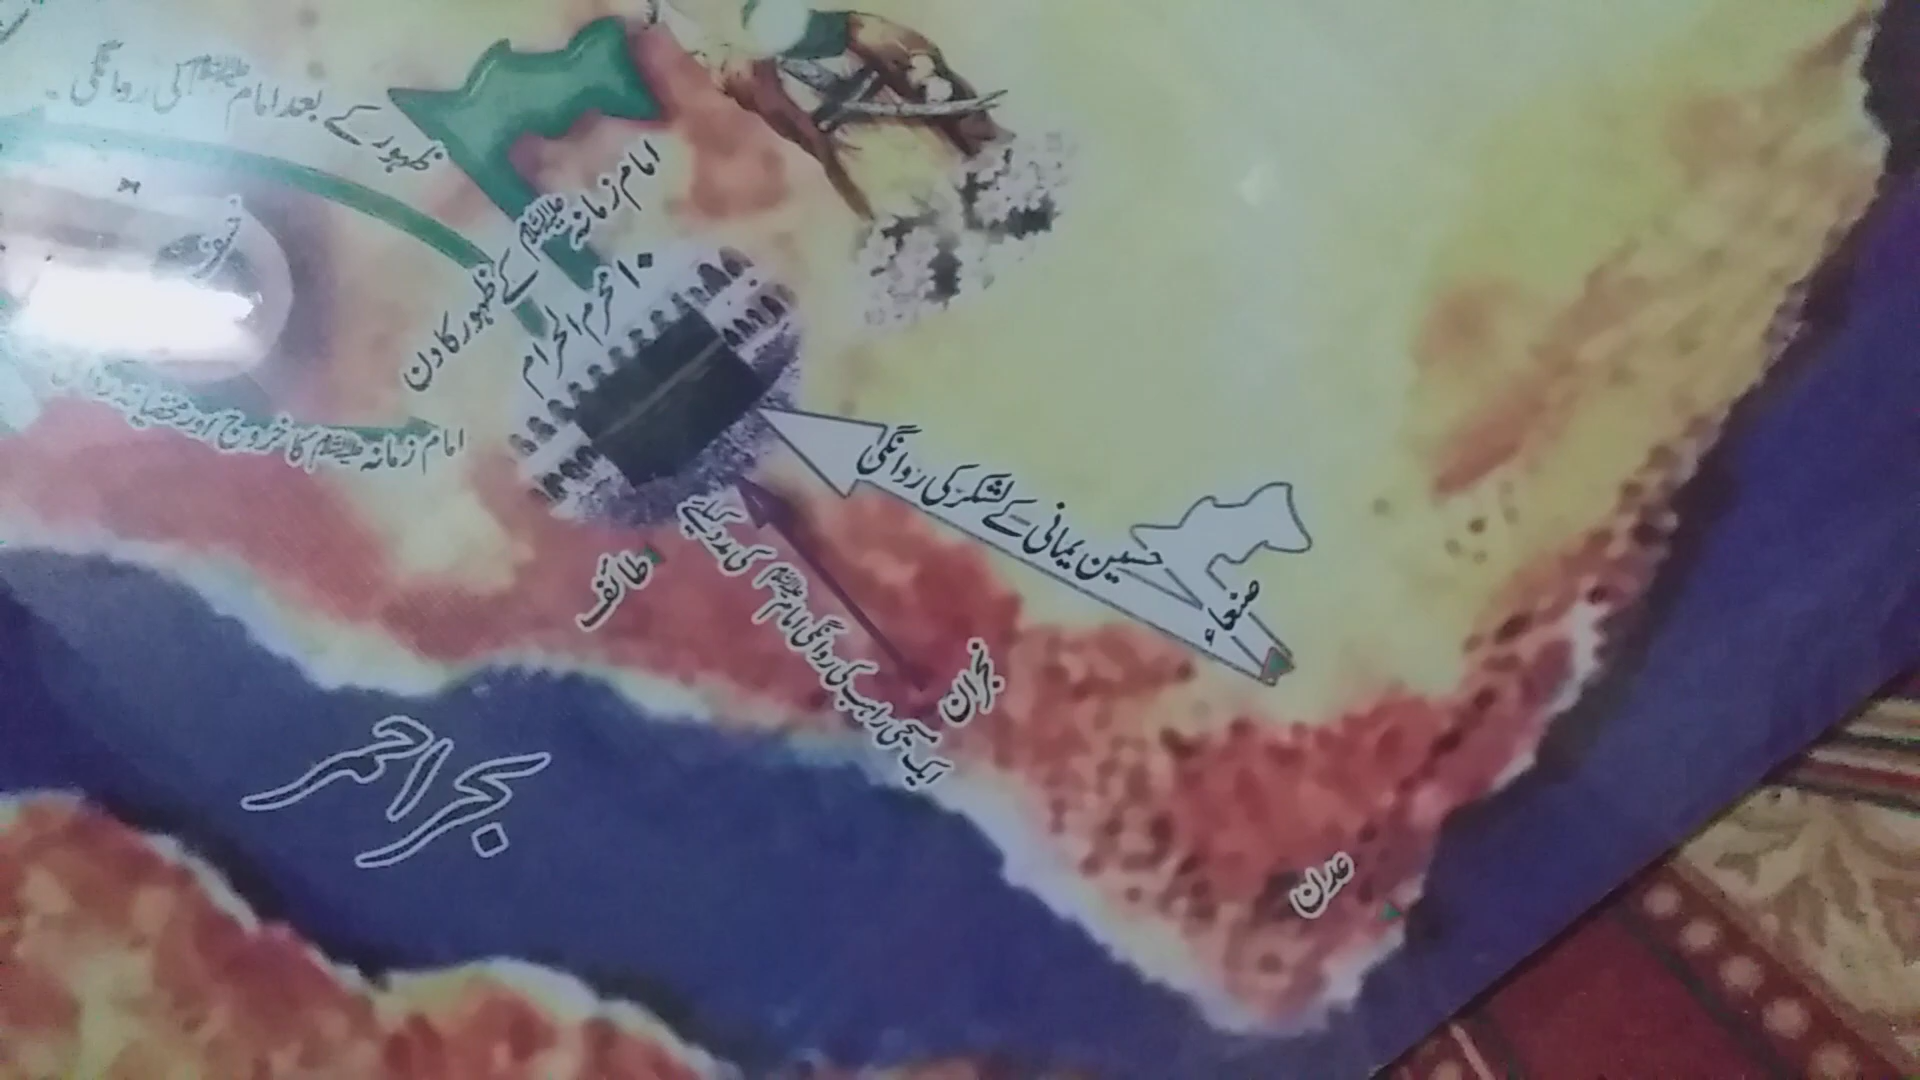 ظہور کے بعد امام علیہ السلام کی روانگی۔
امام زمانہ علیہ السلام
کے ظہور کا دن
۱۰ محرم الحرام
امام زمانہ علیہ السلام کا خروج اور
حسین یمانی کے لشکر کی روانگی
صنعاء
طائف
ایک مسیحی راہب کی روانگی امام علیہ السلام کی مدد کیلئے
نجران
بحر احمر
عدن